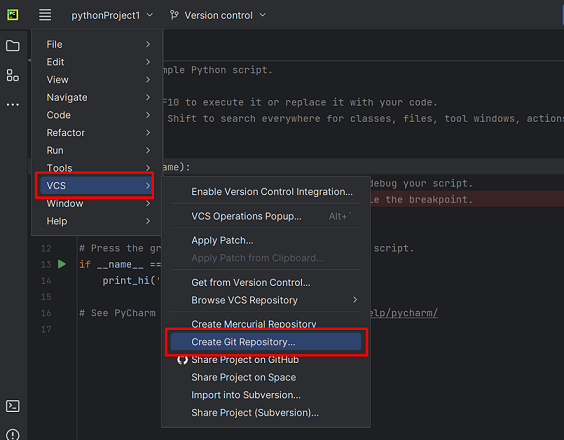 PC
pythonProject1
Version control
File
Edit
View
Navigate
Code
Refactor
Run
Tools
VCS
Window
Help
Enable Version Control Integration...
VCS Operations Popup... Alt+`
Apply Patch...
Apply Patch from Clipboard...
Get from Version Control...
Browse VCS Repository
Create Mercurial Repository
Create Git Repository...
Share Project on GitHub
Share Project on Space
Import into Subversion...
Share Project (Subversion)...
mple Python script.
F10 to execute it or replace it with your code.
Shift to search everywhere for classes, files, tool windows, actions
ame):
debug your script.
le the breakpoint.
12 # Press the gr script.
13 if __name__ ==
14 print_hi('
15
16 # See PyCharm elp/pycharm/
17